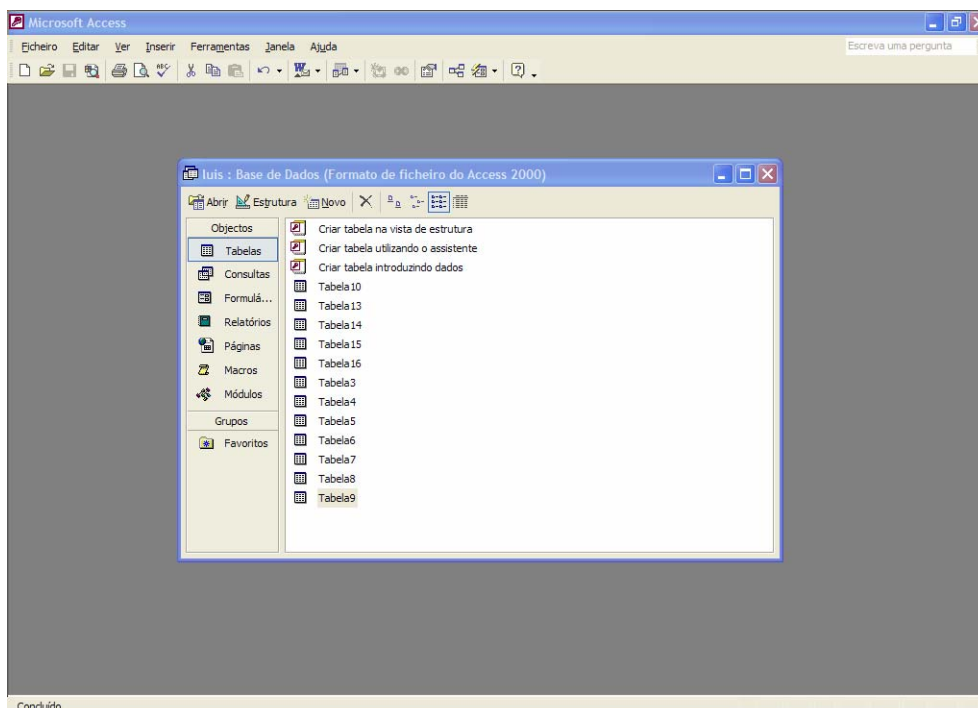 Microsoft Access
Ficheiro Editar Ver Inserir Ferramentas Janela Ajuda
Escreva uma pergunta
luis : Base de Dados (Formato de ficheiro do Access 2000)
Abrir Estrutura Novo
Objectos
Tabelas
Consultas
Formulá...
Relatórios
Páginas
Macros
Módulos
Grupos
Favoritos
Criar tabela na vista de estrutura
Criar tabela utilizando o assistente
Criar tabela introduzindo dados
Tabela10
Tabela13
Tabela14
Tabela15
Tabela16
Tabela3
Tabela4
Tabela5
Tabela6
Tabela7
Tabela8
Tabela9
Concluído